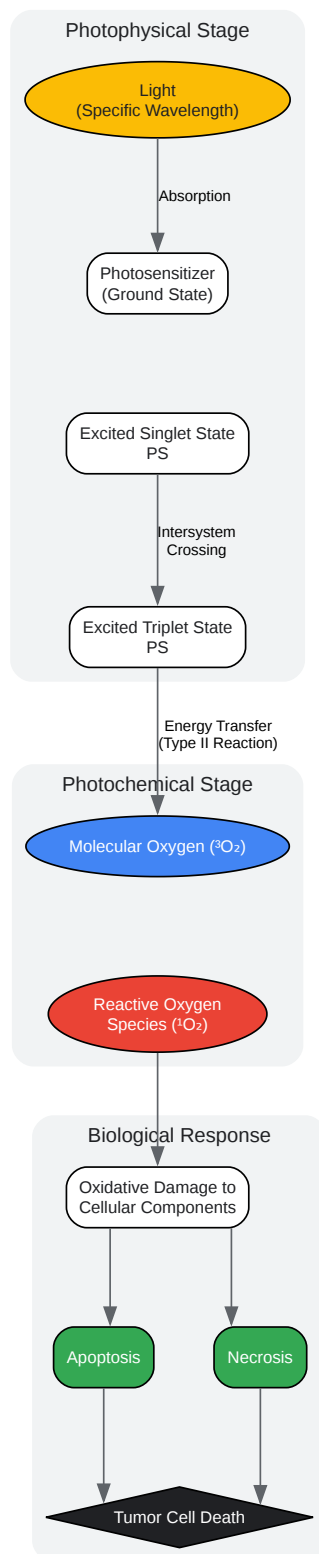 Photophysical Stage
Light
(Specific Wavelength)
Absorption
Photosensitizer
(Ground State)
Excited Singlet State
PS
Intersystem
Crossing
Excited Triplet State
PS
Energy Transfer
(Type II Reaction)
Photochemical Stage
Molecular Oxygen (³O₂)
Reactive Oxygen
Species (¹O₂)
Biological Response
Oxidative Damage to
Cellular Components
Apoptosis
Necrosis
Tumor Cell Death